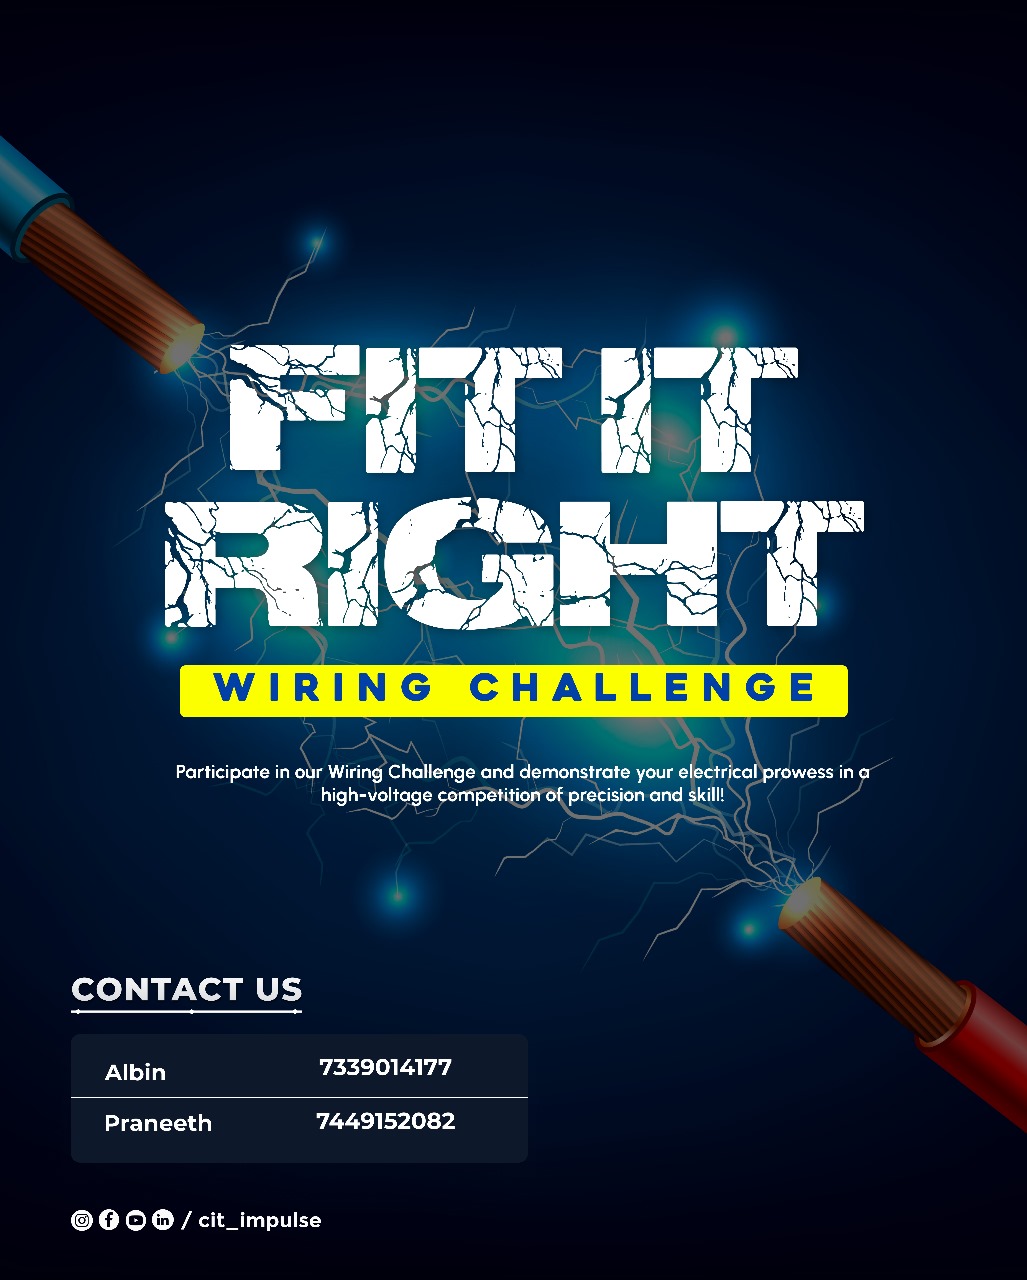 FIT IT
RIGHT
WIRING CHALLENGE
Participate in our Wiring Challenge and demonstrate your electrical prowess in a
high-voltage competition of precision and skill!
CONTACT US
Albin 7339014177
Praneeth 7449152082
/ cit_impulse